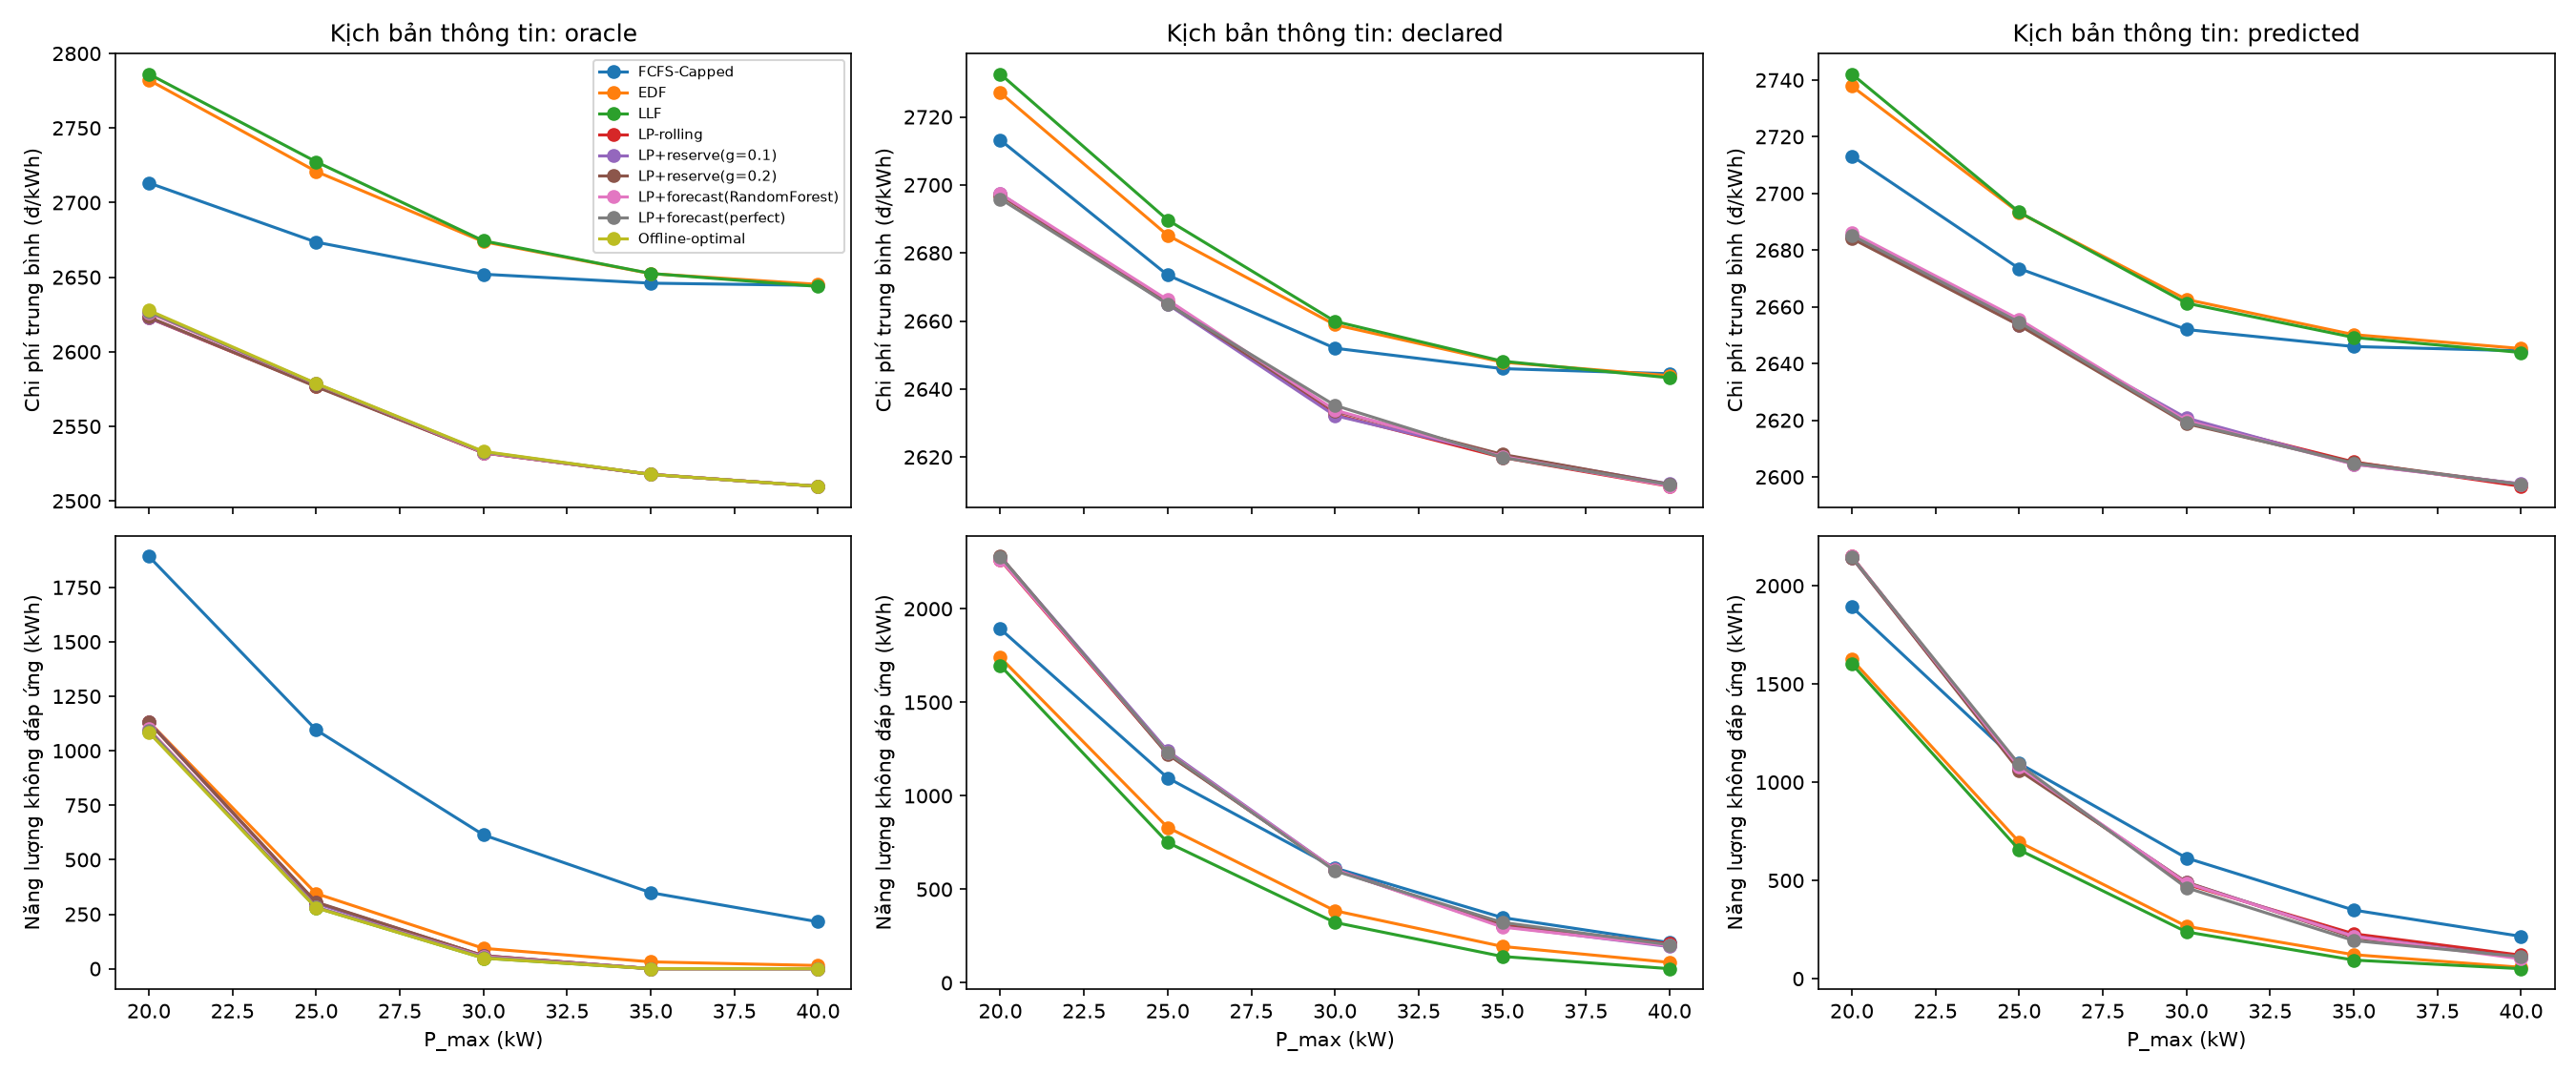 Kịch bản thông tin: oracle
Kịch bản thông tin: declared
Kịch bản thông tin: predicted
Chi phí trung bình (đ/kWh)
2800
2750
2700
2650
2600
2550
2500
FCFS-Capped
EDF
LLF
LP-rolling
LP+reserve(g=0.1)
LP+reserve(g=0.2)
LP+forecast(RandomForest)
LP+forecast(perfect)
Offline-optimal
Chi phí trung bình (đ/kWh)
2720
2700
2680
2660
2640
2620
Chi phí trung bình (đ/kWh)
2740
2720
2700
2680
2660
2640
2620
2600
Năng lượng không đáp ứng (kWh)
1750
1500
1250
1000
750
500
250
0
20.0 22.5 25.0 27.5 30.0 32.5 35.0 37.5 40.0
P_max (kW)
Năng lượng không đáp ứng (kWh)
2000
1500
1000
500
0
20.0 22.5 25.0 27.5 30.0 32.5 35.0 37.5 40.0
P_max (kW)
Năng lượng không đáp ứng (kWh)
2000
1500
1000
500
0
20.0 22.5 25.0 27.5 30.0 32.5 35.0 37.5 40.0
P_max (kW)